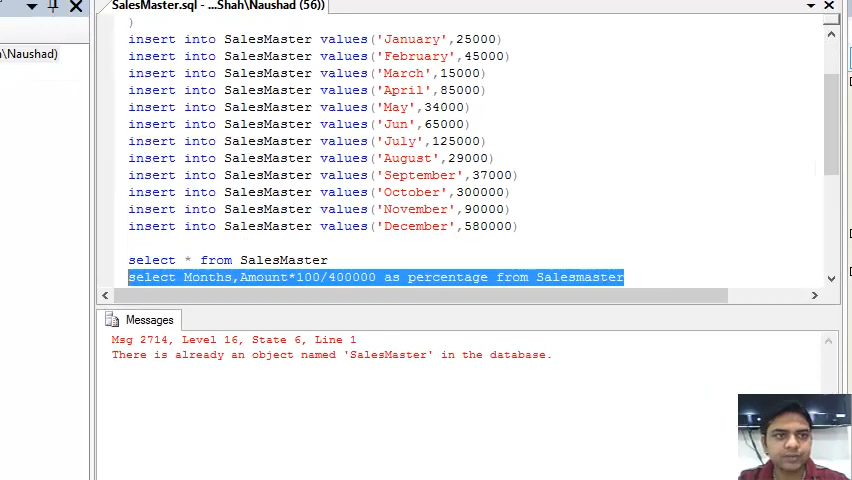 SalesMaster.sql - ...Shah\Naushad (56))
h\Naushad)
)
insert into SalesMaster values('January',25000)
insert into SalesMaster values('February',45000)
insert into SalesMaster values('March',15000)
insert into SalesMaster values('April',85000)
insert into SalesMaster values('May',34000)
insert into SalesMaster values('Jun',65000)
insert into SalesMaster values('July',125000)
insert into SalesMaster values('August',29000)
insert into SalesMaster values('September',37000)
insert into SalesMaster values('October',300000)
insert into SalesMaster values('November',90000)
insert into SalesMaster values('December',580000)
select * from SalesMaster
select Months,Amount*100/400000 as percentage from Salesmaster
Messages
Msg 2714, Level 16, State 6, Line 1
There is already an object named 'SalesMaster' in the database.